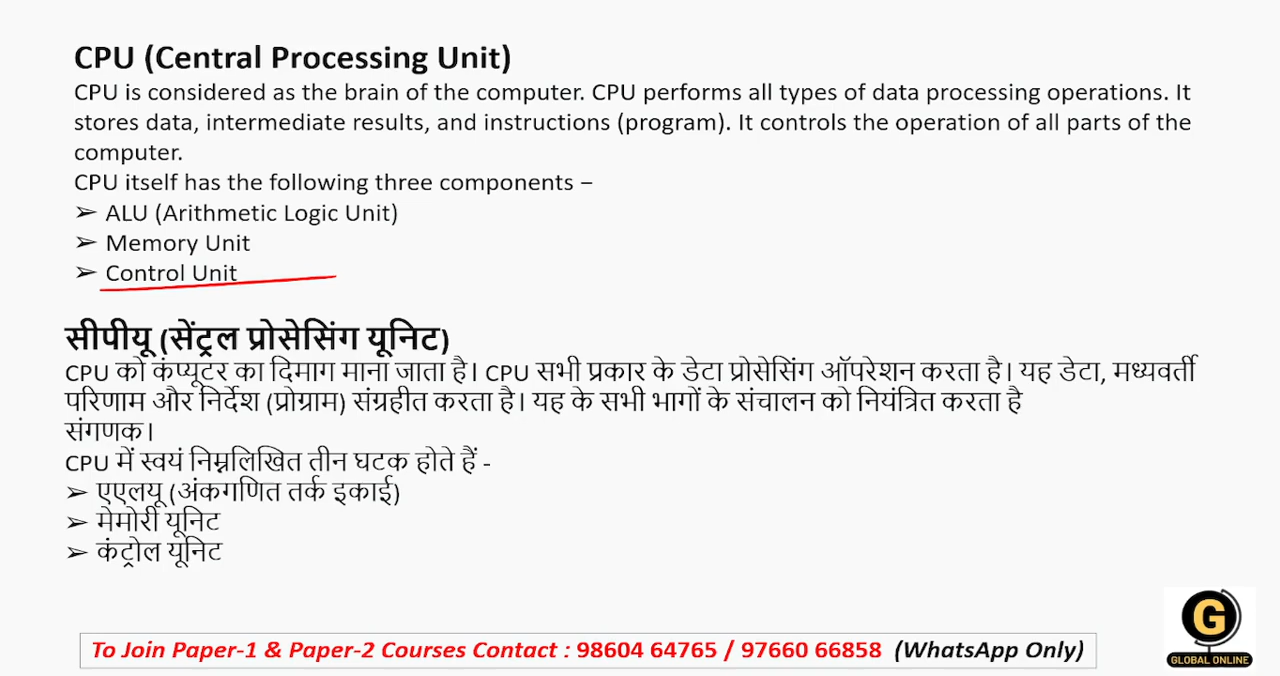 CPU (Central Processing Unit)
CPU is considered as the brain of the computer. CPU performs all types of data processing operations. It
stores data, intermediate results, and instructions (program). It controls the operation of all parts of the
computer.
CPU itself has the following three components –
➢ ALU (Arithmetic Logic Unit)
➢ Memory Unit
➢ Control Unit
सीपीयू (सेंट्रल प्रोसेसिंग यूनिट)
CPU को कंप्यूटर का दिमाग माना जाता है। CPU सभी प्रकार के डेटा प्रोसेसिंग ऑपरेशन करता है। यह डेटा, मध्यवर्ती
परिणाम और निर्देश (प्रोग्राम) संग्रहीत करता है। यह के सभी भागों के संचालन को नियंत्रित करता है
संगणक।
CPU में स्वयं निम्नलिखित तीन घटक होते हैं -
➢ एएलयू (अंकगणित तर्क इकाई)
➢ मेमोरी यूनिट
➢ कंट्रोल यूनिट
To Join Paper-1 & Paper-2 Courses Contact : 98604 64765 / 97660 66858 (WhatsApp Only)
G
GLOBAL ONLINE